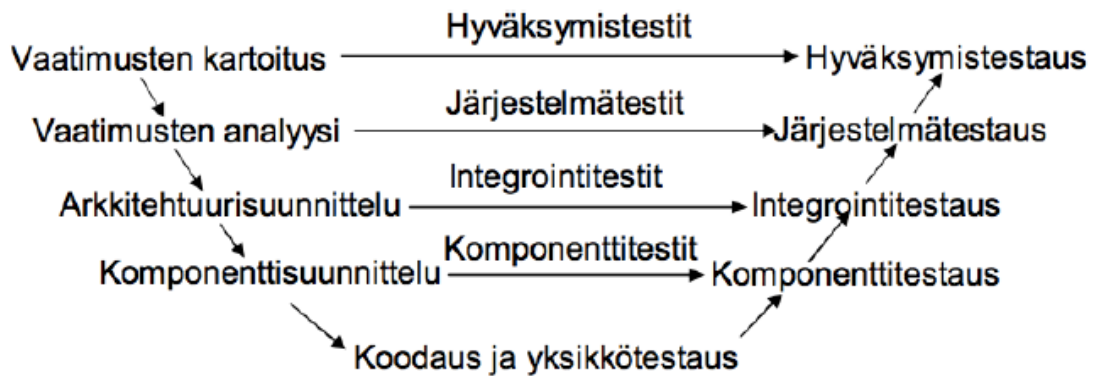 Hyväksymistestit
Vaatimusten kartoitus
Hyväksymistestaus
Järjestelmätestit
Vaatimusten analyysi
Järjestelmätestaus
Integrointitestit
Arkkitehtuurisuunnittelu
Integrointitestaus
Komponenttitestit
Komponenttisuunnittelu
Komponenttitestaus
Koodaus ja yksikkötestaus